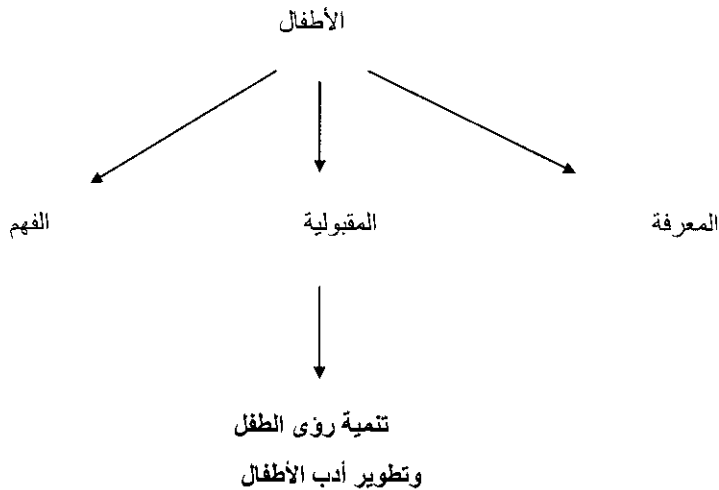 الأطفال
المعرفة
المقبولية
الفهم
تنمية رؤى الطفل
وتطوير أدب الأطفال